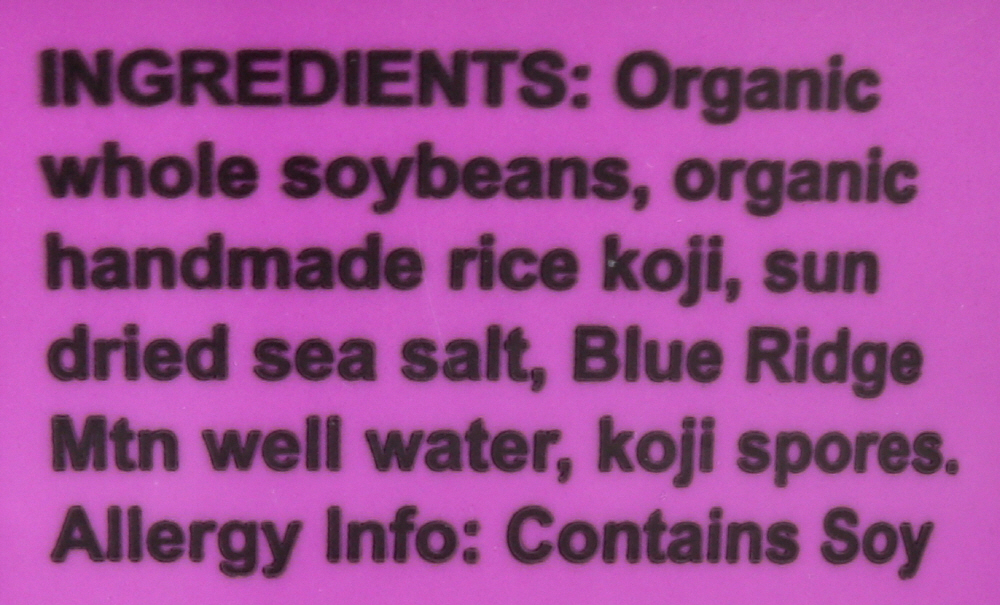 INGREDIENTS: Organic
whole soybeans, organic
handmade rice koji, sun
dried sea salt, Blue Ridge
Mtn well water, koji spores.
Allergy Info: Contains Soy